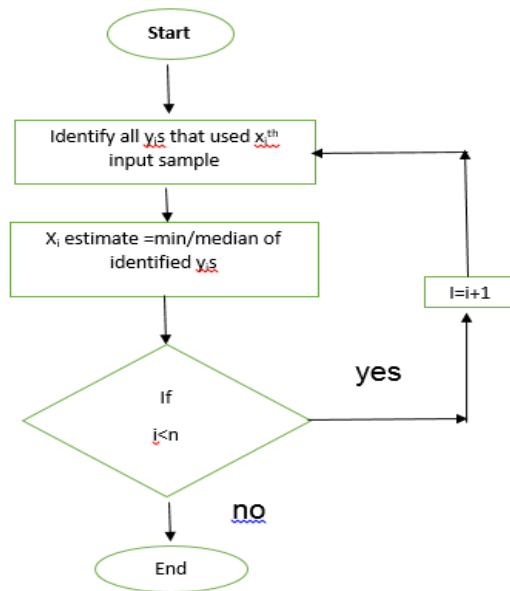 Start
Identify all yᵢs that used xᵢᵗʰ
input sample
Xᵢ estimate =min/median of
identified yᵢs
I=i+1
If
i<n
yes
no
End